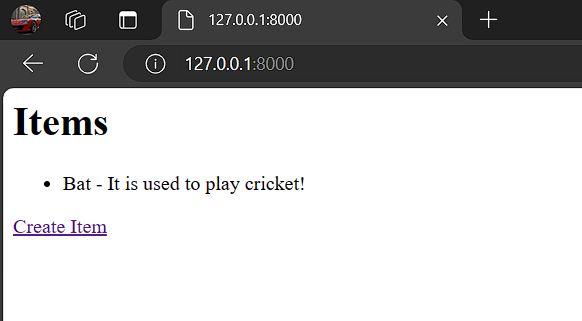 127.0.0.1:8000
127.0.0.1:8000
Items
Bat - It is used to play cricket!
Create Item